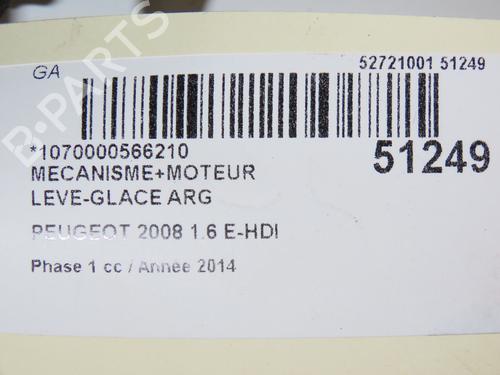 GA
52721001 51249
*1070000566210
51249
MECANISME+MOTEUR
LEVE-GLACE ARG
PEUGEOT 2008 1.6 E-HDI
Phase 1 cc / Année 2014
B-PARTS